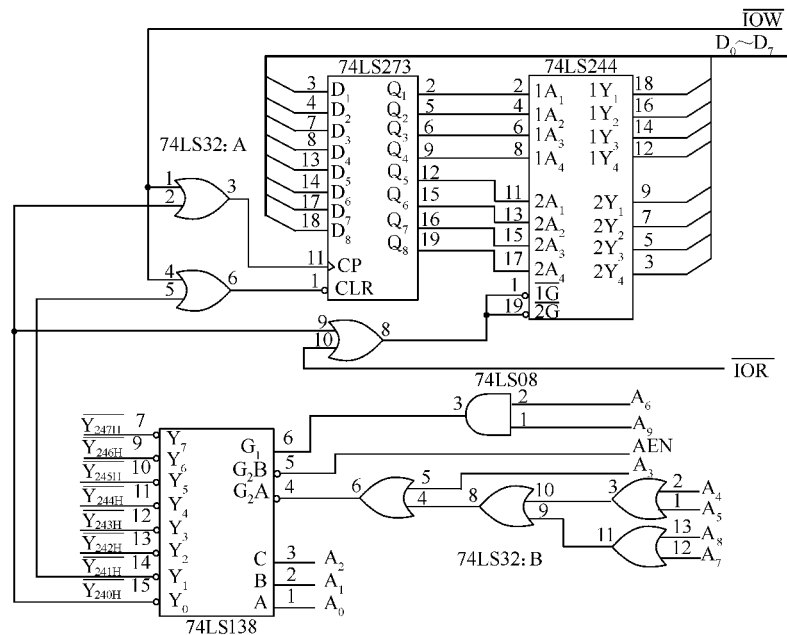 IOW
D0～D7
74LS273
74LS244
3 D1 Q1 2 2 1A1 1Y1 18
4 D2 Q2 5 4 1A2 1Y2 16
7 D3 Q3 6 6 1A3 1Y3 14
8 D4 Q4 9 8 1A4 1Y4 12
13 D5 Q5 12 11 2A1 2Y1 9
14 D6 Q6 15 13 2A2 2Y2 7
17 D7 Q7 16 15 2A3 2Y3 5
18 D8 Q8 19 17 2A4 2Y4 3
74LS32: A
1
2
3
11 CP
4
5
6
1 CLR
1 1G
19 2G
9
10
8
IOR
74LS08
3
2 A6
1 A9
Y247H 7 Y7
Y246H 9 Y6
Y245H 10 Y5
Y244H 11 Y4
Y243H 12 Y3
Y242H 13 Y2
Y241H 14 Y1
Y240H 15 Y0
G1 6
G2B 5 AEN
G2A 4
6
5 A3
4
8
10
9
3
2 A4
1 A5
11
13 A8
12 A7
74LS32: B
C 3 A2
B 2 A1
A 1 A0
74LS138